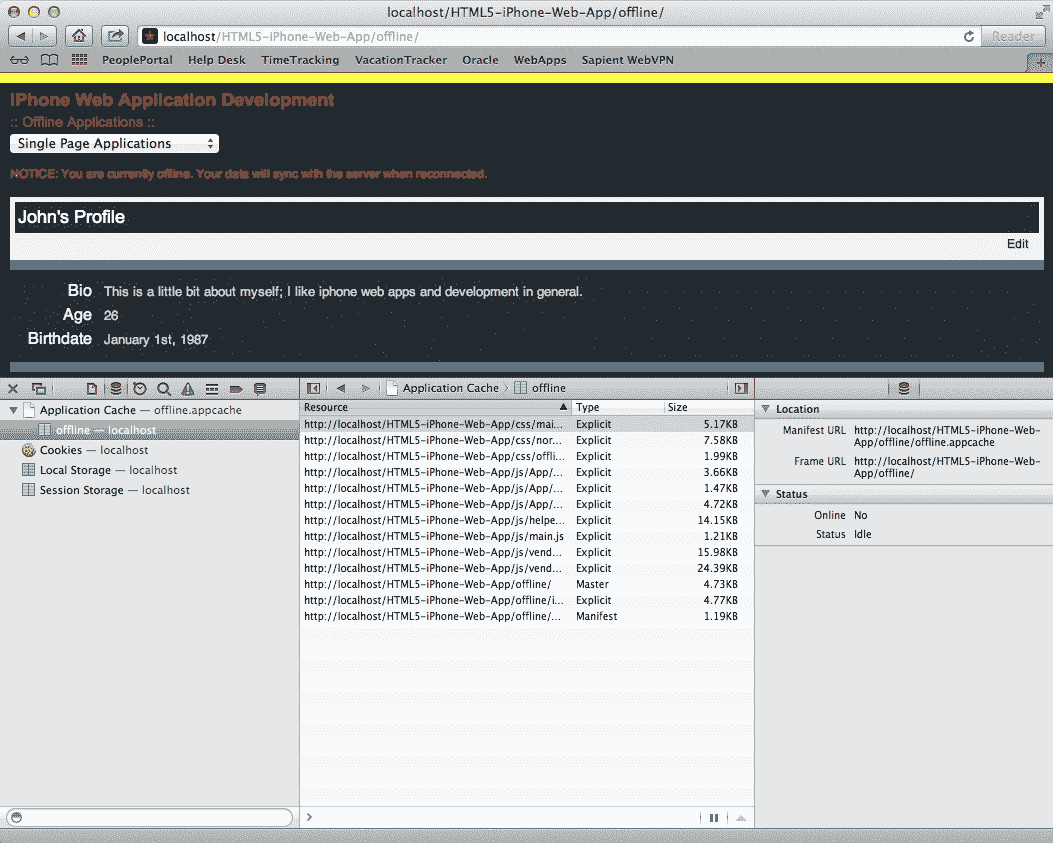 localhost/HTML5-iPhone-Web-App/offline/
localhost/HTML5-iPhone-Web-App/offline/
Reader
PeoplePortal Help Desk TimeTracking VacationTracker Oracle WebApps Sapient WebVPN
iPhone Web Application Development
:: Offline Applications ::
Single Page Applications
NOTICE: You are currently offline. Your data will sync with the server when reconnected.
John's Profile
Edit
Bio This is a little bit about myself; I like iphone web apps and development in general.
Age 26
Birthdate January 1st, 1987
Application Cache offline
Application Cache — offline.appcache
offline — localhost
Cookies — localhost
Local Storage — localhost
Session Storage — localhost
Resource Type Size
http://localhost/HTML5-iPhone-Web-App/css/mai... Explicit 5.17KB
http://localhost/HTML5-iPhone-Web-App/css/nor... Explicit 7.58KB
http://localhost/HTML5-iPhone-Web-App/css/offli... Explicit 1.99KB
http://localhost/HTML5-iPhone-Web-App/js/App/... Explicit 3.66KB
http://localhost/HTML5-iPhone-Web-App/js/App/... Explicit 1.47KB
http://localhost/HTML5-iPhone-Web-App/js/App/... Explicit 4.72KB
http://localhost/HTML5-iPhone-Web-App/js/helpe... Explicit 14.15KB
http://localhost/HTML5-iPhone-Web-App/js/main.js Explicit 1.21KB
http://localhost/HTML5-iPhone-Web-App/js/vend... Explicit 15.98KB
http://localhost/HTML5-iPhone-Web-App/js/vend... Explicit 24.39KB
http://localhost/HTML5-iPhone-Web-App/offline/ Master 4.73KB
http://localhost/HTML5-iPhone-Web-App/offline/i... Explicit 4.77KB
http://localhost/HTML5-iPhone-Web-App/offline/... Manifest 1.19KB
Location
Manifest URL http://localhost/HTML5-iPhone-Web-
App/offline/offline.appcache
Frame URL http://localhost/HTML5-iPhone-Web-
App/offline/
Status
Online No
Status Idle